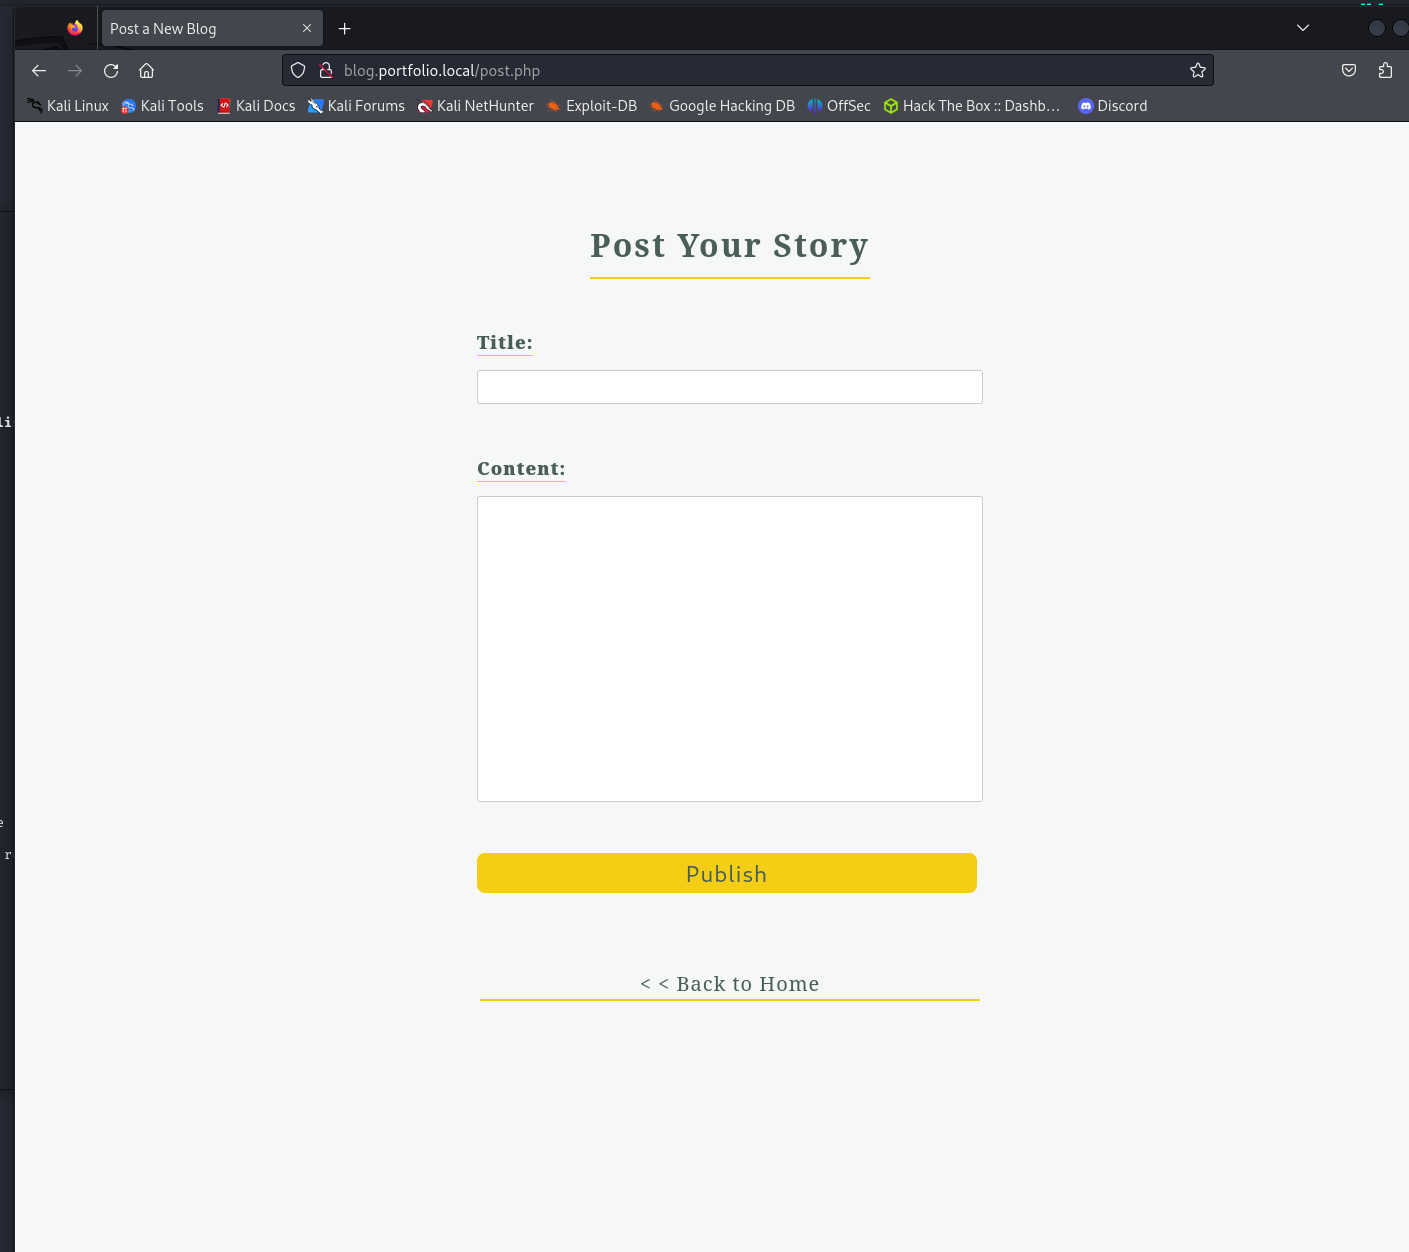 Post a New Blog
blog.portfolio.local/post.php
Kali Linux Kali Tools Kali Docs Kali Forums Kali NetHunter Exploit-DB Google Hacking DB OffSec Hack The Box :: Dashb… Discord
Post Your Story
Title:
li
Content:
e
r
Publish
< < Back to Home